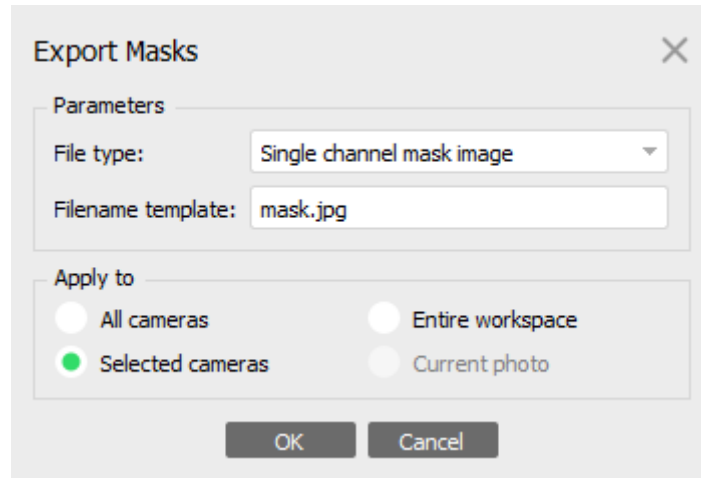 Export Masks
Parameters
File type: Single channel mask image
Filename template: mask.jpg
Apply to
All cameras Entire workspace
Selected cameras Current photo
OK Cancel